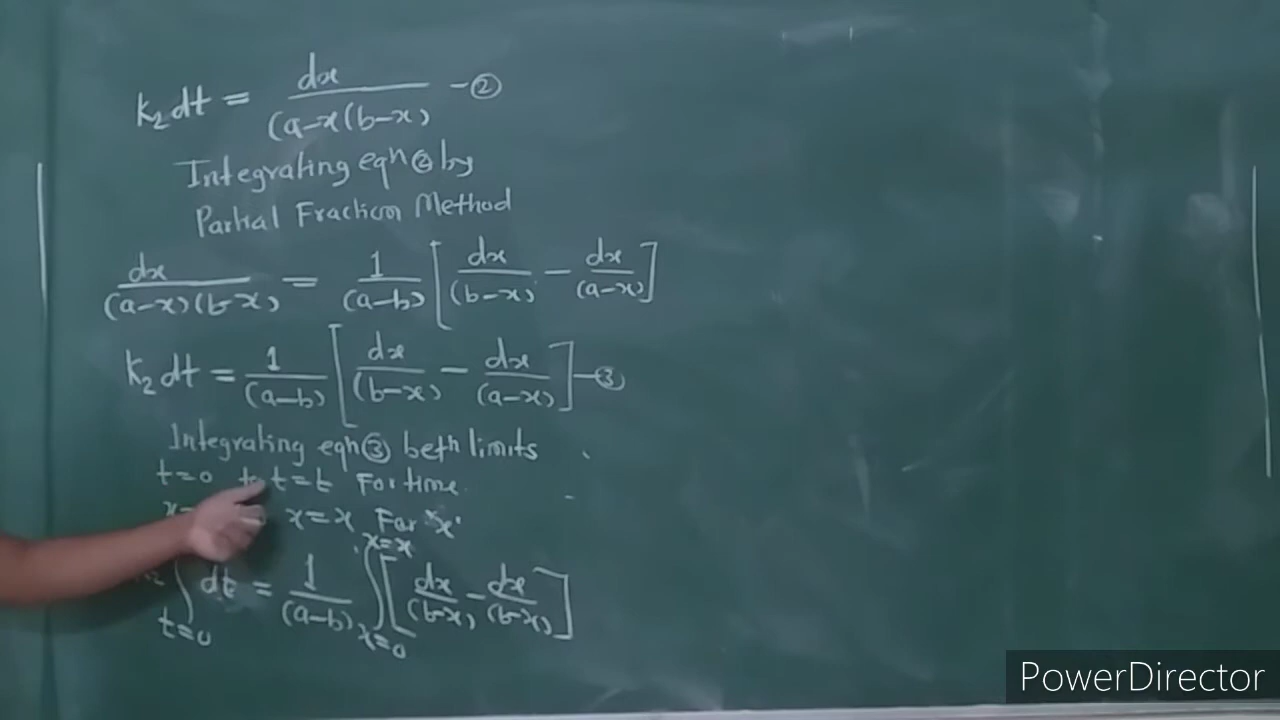 K₂dt = dx / (a-x(b-x) - ②
Integrating eqn ② by
Partial Fraction Method
dx / (a-x)(b-x) = 1 / (a-b) [ dx / (b-x) - dx / (a-x) ]
K₂dt = 1 / (a-b) [ dx / (b-x) - dx / (a-x) ] - ③
Integrating eqn ③ betn limits
t=0 to t=t For time
x= x=x For 'x'
∫ t=0 dt = 1 / (a-b) ∫ x=0 x=x [ dx / (b-x) - dx / (b-x) ]
PowerDirector